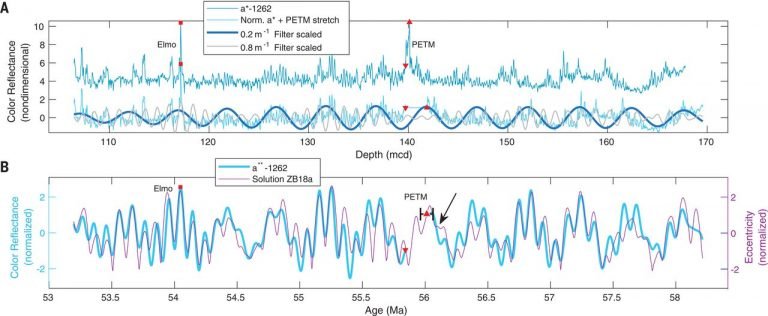 A
a*-1262
Norm. a* + PETM stretch
0.2 m⁻¹ Filter scaled
0.8 m⁻¹ Filter scaled
Elmo
PETM
Color Reflectance
(nondimensional)
10
8
6
4
2
0
110
120
130
140
150
160
170
Depth (mcd)
B
a**-1262
Solution ZB18a
Elmo
PETM
Color Reflectance
(normalized)
2
0
-2
2
0
-2
Eccentricity
(normalized)
53
53.5
54
54.5
55
55.5
56
56.5
57
57.5
58
Age (Ma)